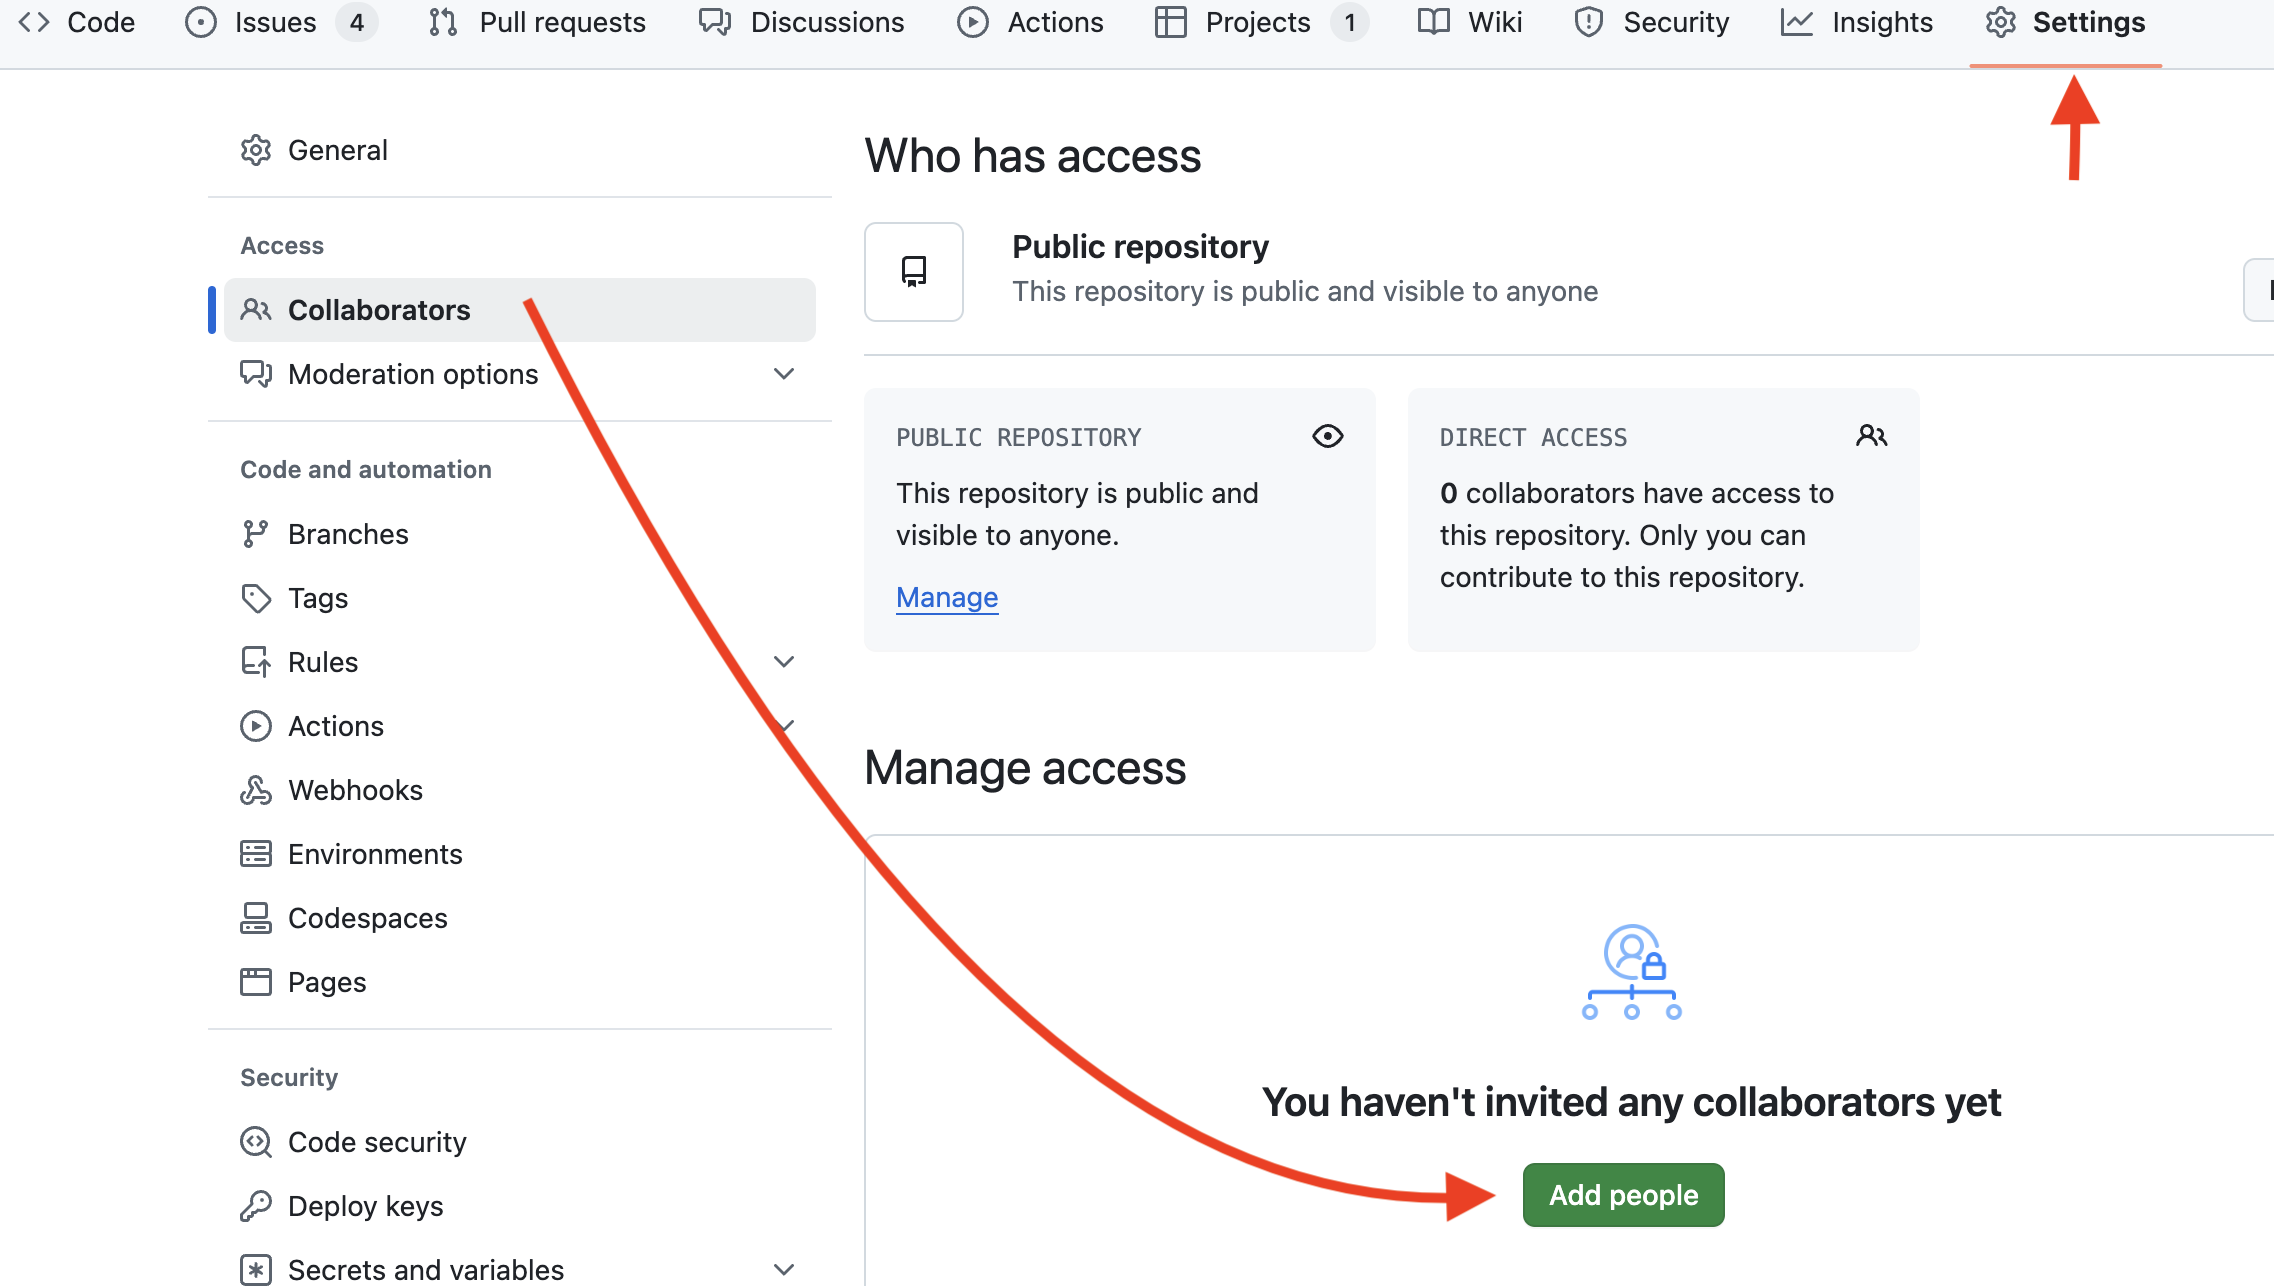 Code Issues 4 Pull requests Discussions Actions Projects 1 Wiki Security Insights Settings
General
Access
Collaborators
Moderation options
Code and automation
Branches
Tags
Rules
Actions
Webhooks
Environments
Codespaces
Pages
Security
Code security
Deploy keys
Secrets and variables
Who has access
Public repository
This repository is public and visible to anyone
PUBLIC REPOSITORY
This repository is public and
visible to anyone.
Manage
DIRECT ACCESS
0 collaborators have access to
this repository. Only you can
contribute to this repository.
Manage access
You haven't invited any collaborators yet
Add people